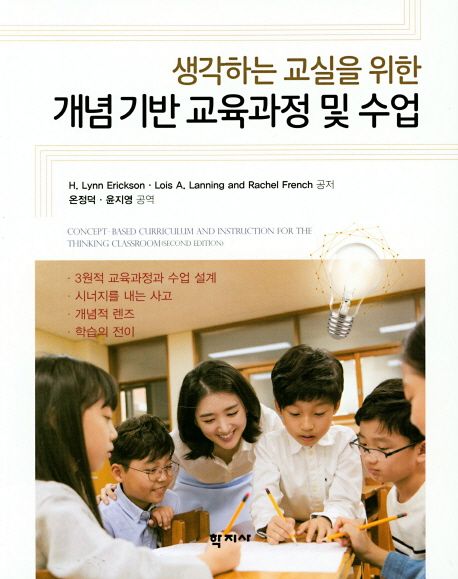 생각하는 교실을 위한
개념 기반 교육과정 및 수업
H. Lynn Erickson · Lois A. Lanning and Rachel French 공저
온정덕 · 윤지영 공역
CONCEPT-BASED CURRICULUM AND INSTRUCTION FOR THE
THINKING CLASSROOM(SECOND EDITION)
· 3원적 교육과정과 수업 설계
· 시너지를 내는 사고
· 개념적 렌즈
· 학습의 전이
학지사